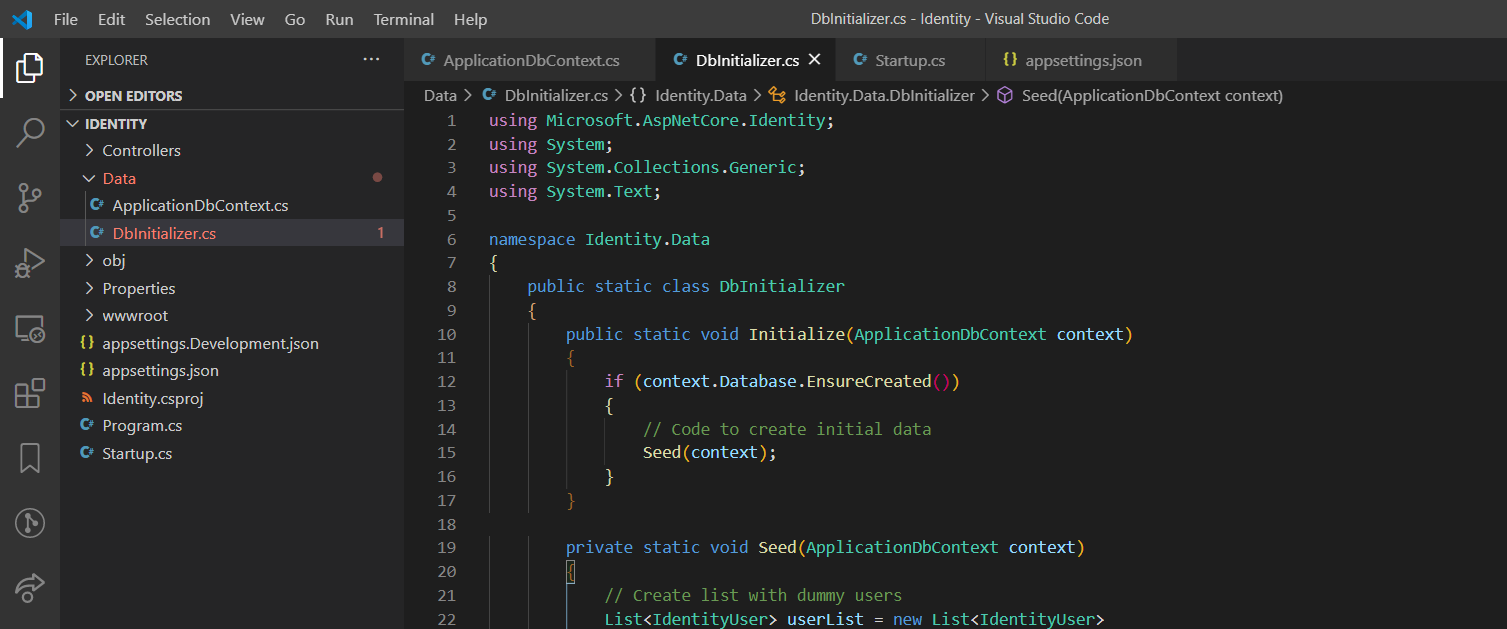 File Edit Selection View Go Run Terminal Help
DbInitializer.cs - Identity - Visual Studio Code
EXPLORER
OPEN EDITORS
IDENTITY
Controllers
Data
ApplicationDbContext.cs
DbInitializer.cs 1
obj
Properties
wwwroot
{} appsettings.Development.json
{} appsettings.json
Identity.csproj
C# Program.cs
C# Startup.cs
C# ApplicationDbContext.cs C# DbInitializer.cs C# Startup.cs {} appsettings.json
Data > C# DbInitializer.cs > {} Identity.Data > Identity.Data.DbInitializer > Seed(ApplicationDbContext context)
1 using Microsoft.AspNetCore.Identity;
2 using System;
3 using System.Collections.Generic;
4 using System.Text;
5
6 namespace Identity.Data
7 {
8 public static class DbInitializer
9 {
10 public static void Initialize(ApplicationDbContext context)
11 {
12 if (context.Database.EnsureCreated())
13 {
14 // Code to create initial data
15 Seed(context);
16 }
17 }
18
19 private static void Seed(ApplicationDbContext context)
20 {
21 // Create list with dummy users
22 List<IdentityUser> userList = new List<IdentityUser>